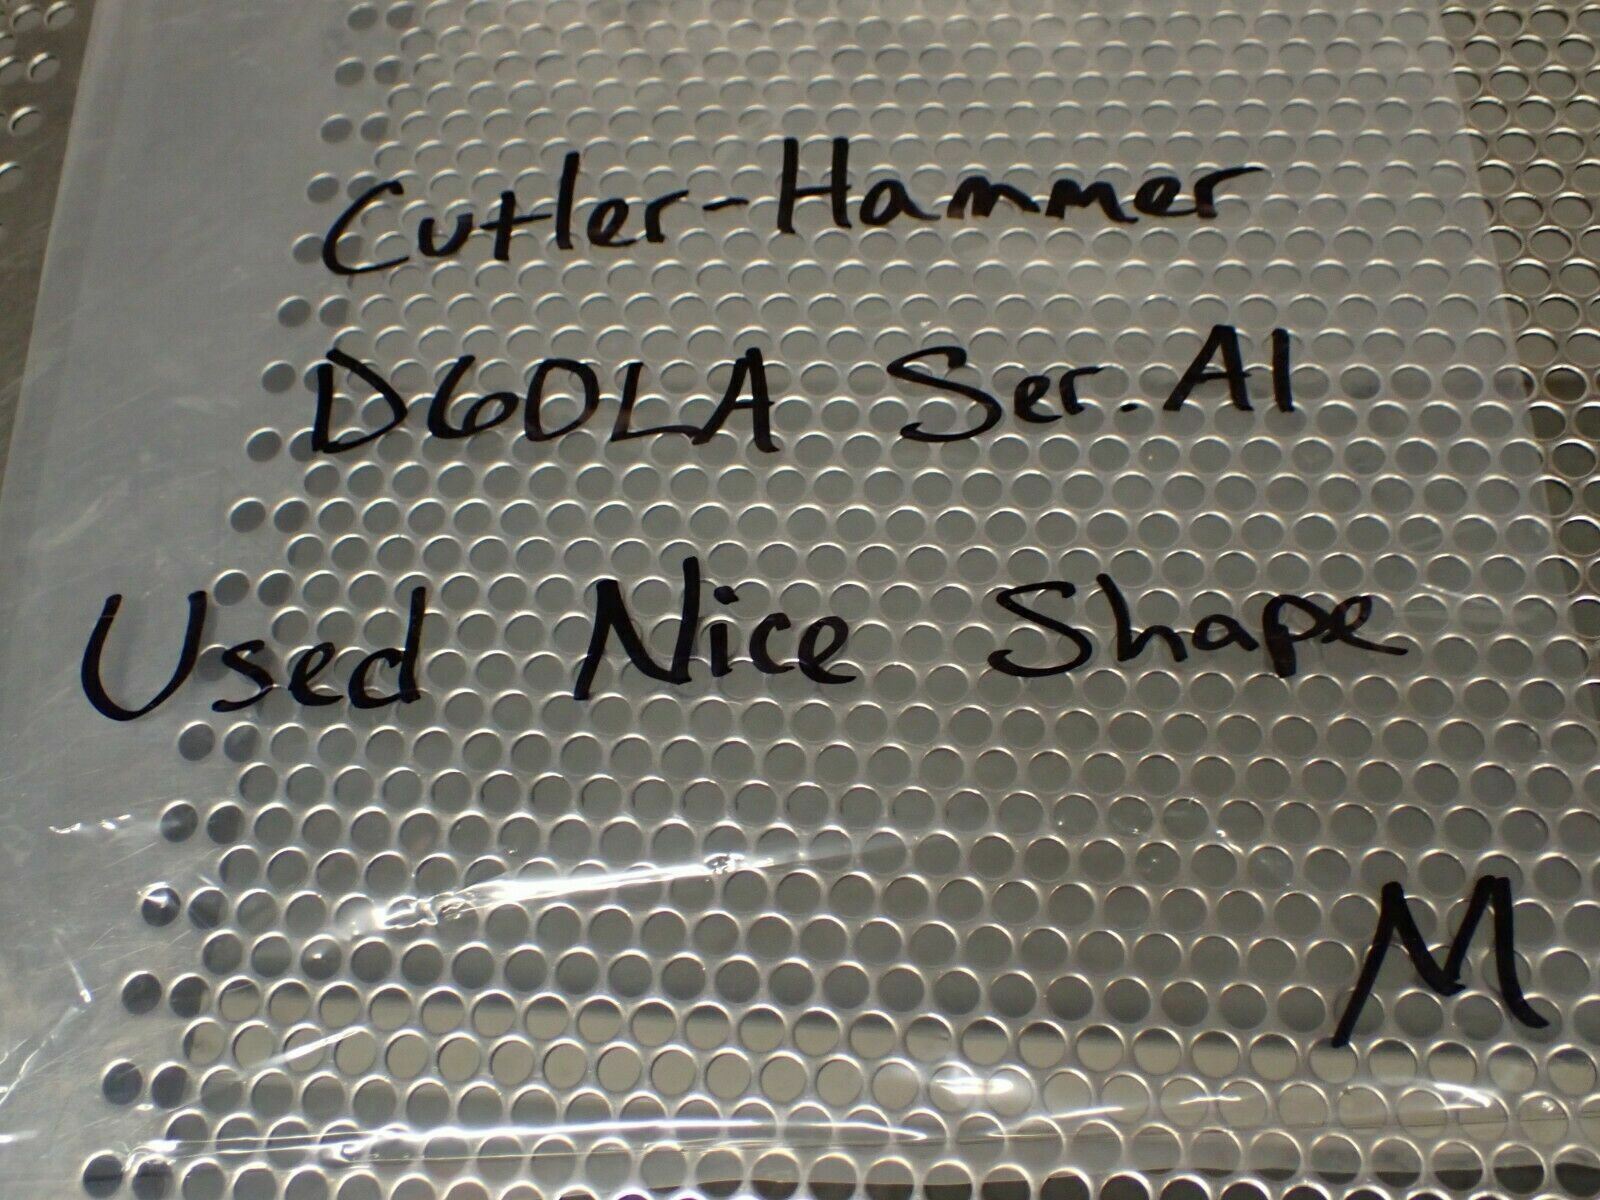 Cutler-Hammer
D60LA Ser. A1
Used Nice Shape
M